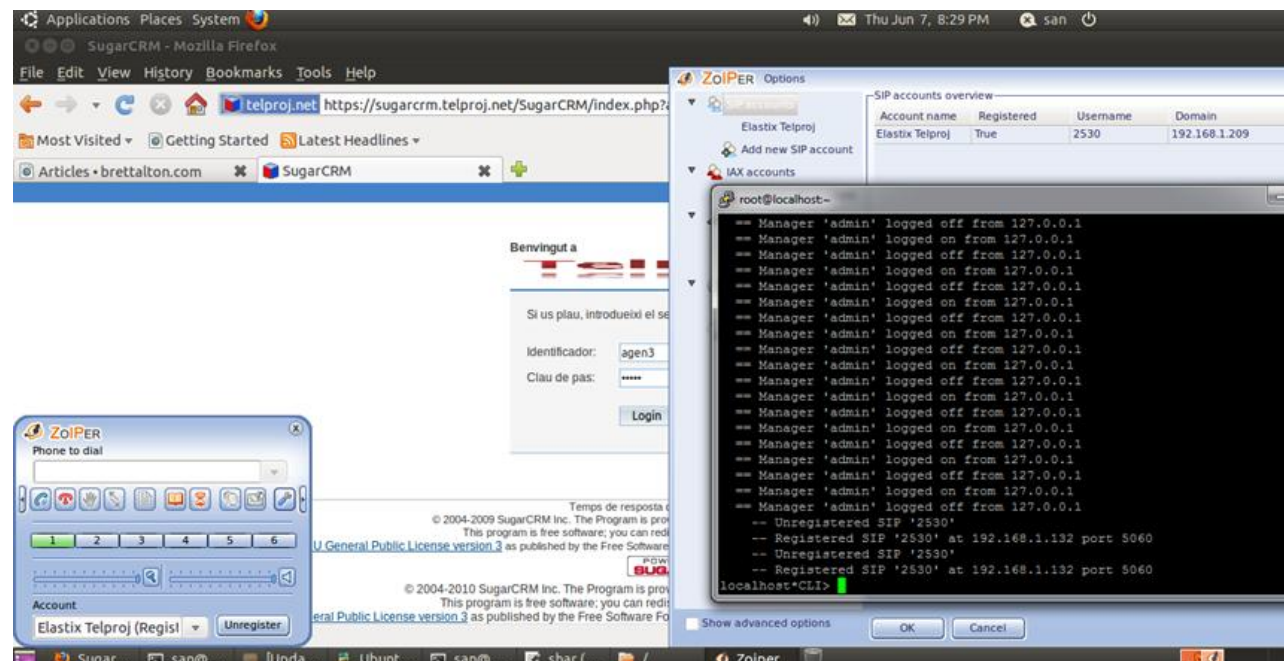 Applications Places System
Thu Jun 7, 8:29 PM
san
SugarCRM - Mozilla Firefox
File Edit View History Bookmarks Tools Help
telproj.net https://sugarcrm.telproj.net/SugarCRM/index.php?a
Most Visited
Getting Started
Latest Headlines
Articles • brettalton.com
SugarCRM
Benvingut a
Si us plau, introdueixi el se
Identificador: agen3
Clau de pas: •••••
Login
Temps de resposta
© 2004-2009 SugarCRM Inc. The Program is prov
This program is free software; you can redi
U General Public License version 3 as published by the Free Software
© 2004-2010 SugarCRM Inc. The Program is prov
This program is free software; you can redis
eral Public License version 3 as published by the Free Software Fo
ZOIPER
Phone to dial
1 2 3 4 5 6
Account
Elastix Telproj (Regist
Unregister
ZOIPER Options
SIP accounts
Elastix Telproj
Add new SIP account
IAX accounts
SIP accounts overview
Account name Registered Username Domain
Elastix Telproj True 2530 192.168.1.209
root@localhost:~
== Manager 'admin' logged off from 127.0.0.1
== Manager 'admin' logged on from 127.0.0.1
== Manager 'admin' logged off from 127.0.0.1
== Manager 'admin' logged on from 127.0.0.1
== Manager 'admin' logged off from 127.0.0.1
== Manager 'admin' logged on from 127.0.0.1
== Manager 'admin' logged off from 127.0.0.1
== Manager 'admin' logged on from 127.0.0.1
== Manager 'admin' logged off from 127.0.0.1
== Manager 'admin' logged on from 127.0.0.1
== Manager 'admin' logged off from 127.0.0.1
== Manager 'admin' logged on from 127.0.0.1
== Manager 'admin' logged off from 127.0.0.1
== Manager 'admin' logged on from 127.0.0.1
== Manager 'admin' logged off from 127.0.0.1
== Manager 'admin' logged on from 127.0.0.1
== Manager 'admin' logged on from 127.0.0.1
== Manager 'admin' logged on from 127.0.0.1
== Manager 'admin' logged off from 127.0.0.1
-- Unregistered SIP '2530'
-- Registered SIP '2530' at 192.168.1.132 port 5060
-- Unregistered SIP '2530'
-- Registered SIP '2530' at 192.168.1.132 port 5060
localhost*CLI>
Show advanced options
OK
Cancel
Zoiper